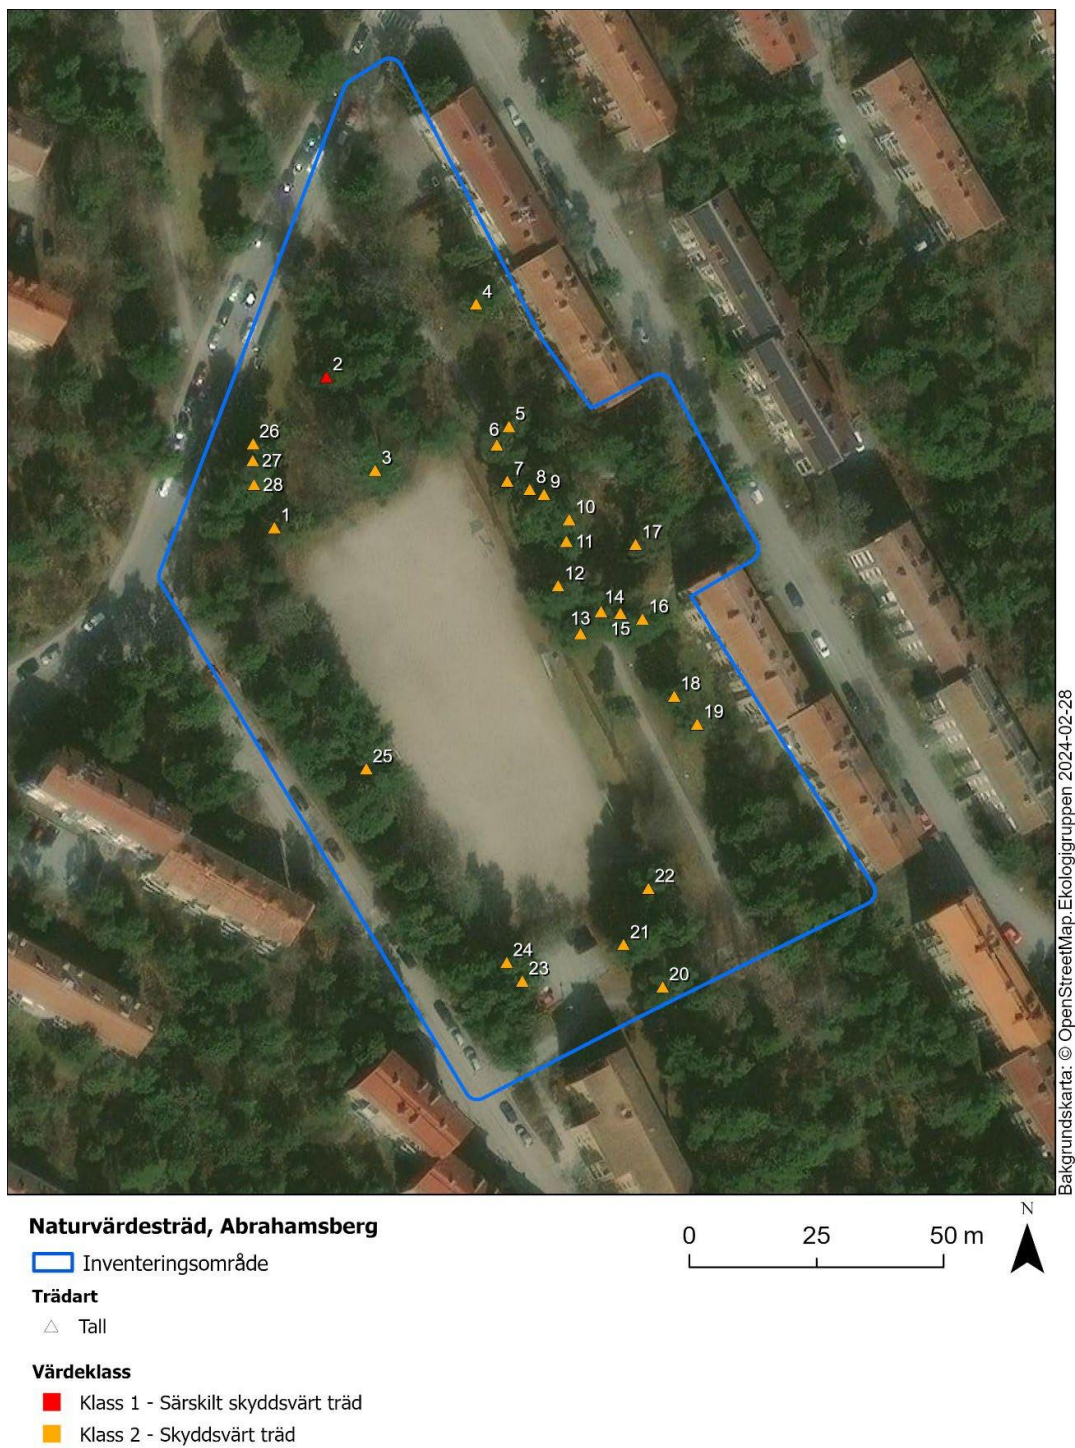 4
2
5
26
6
27
3
7
8
9
28
10
1
11
17
12
14
16
13
15
18
19
25
22
21
24
23
20
Bakgrundskarta: © OpenStreetMap.Ekologigruppen 2024-02-28
Naturvärdesträd, Abrahamsberg
Inventeringsområde
Trädart
Tall
Värdeklass
Klass 1 - Särskilt skyddsvärt träd
Klass 2 - Skyddsvärt träd
0 25 50 m
N